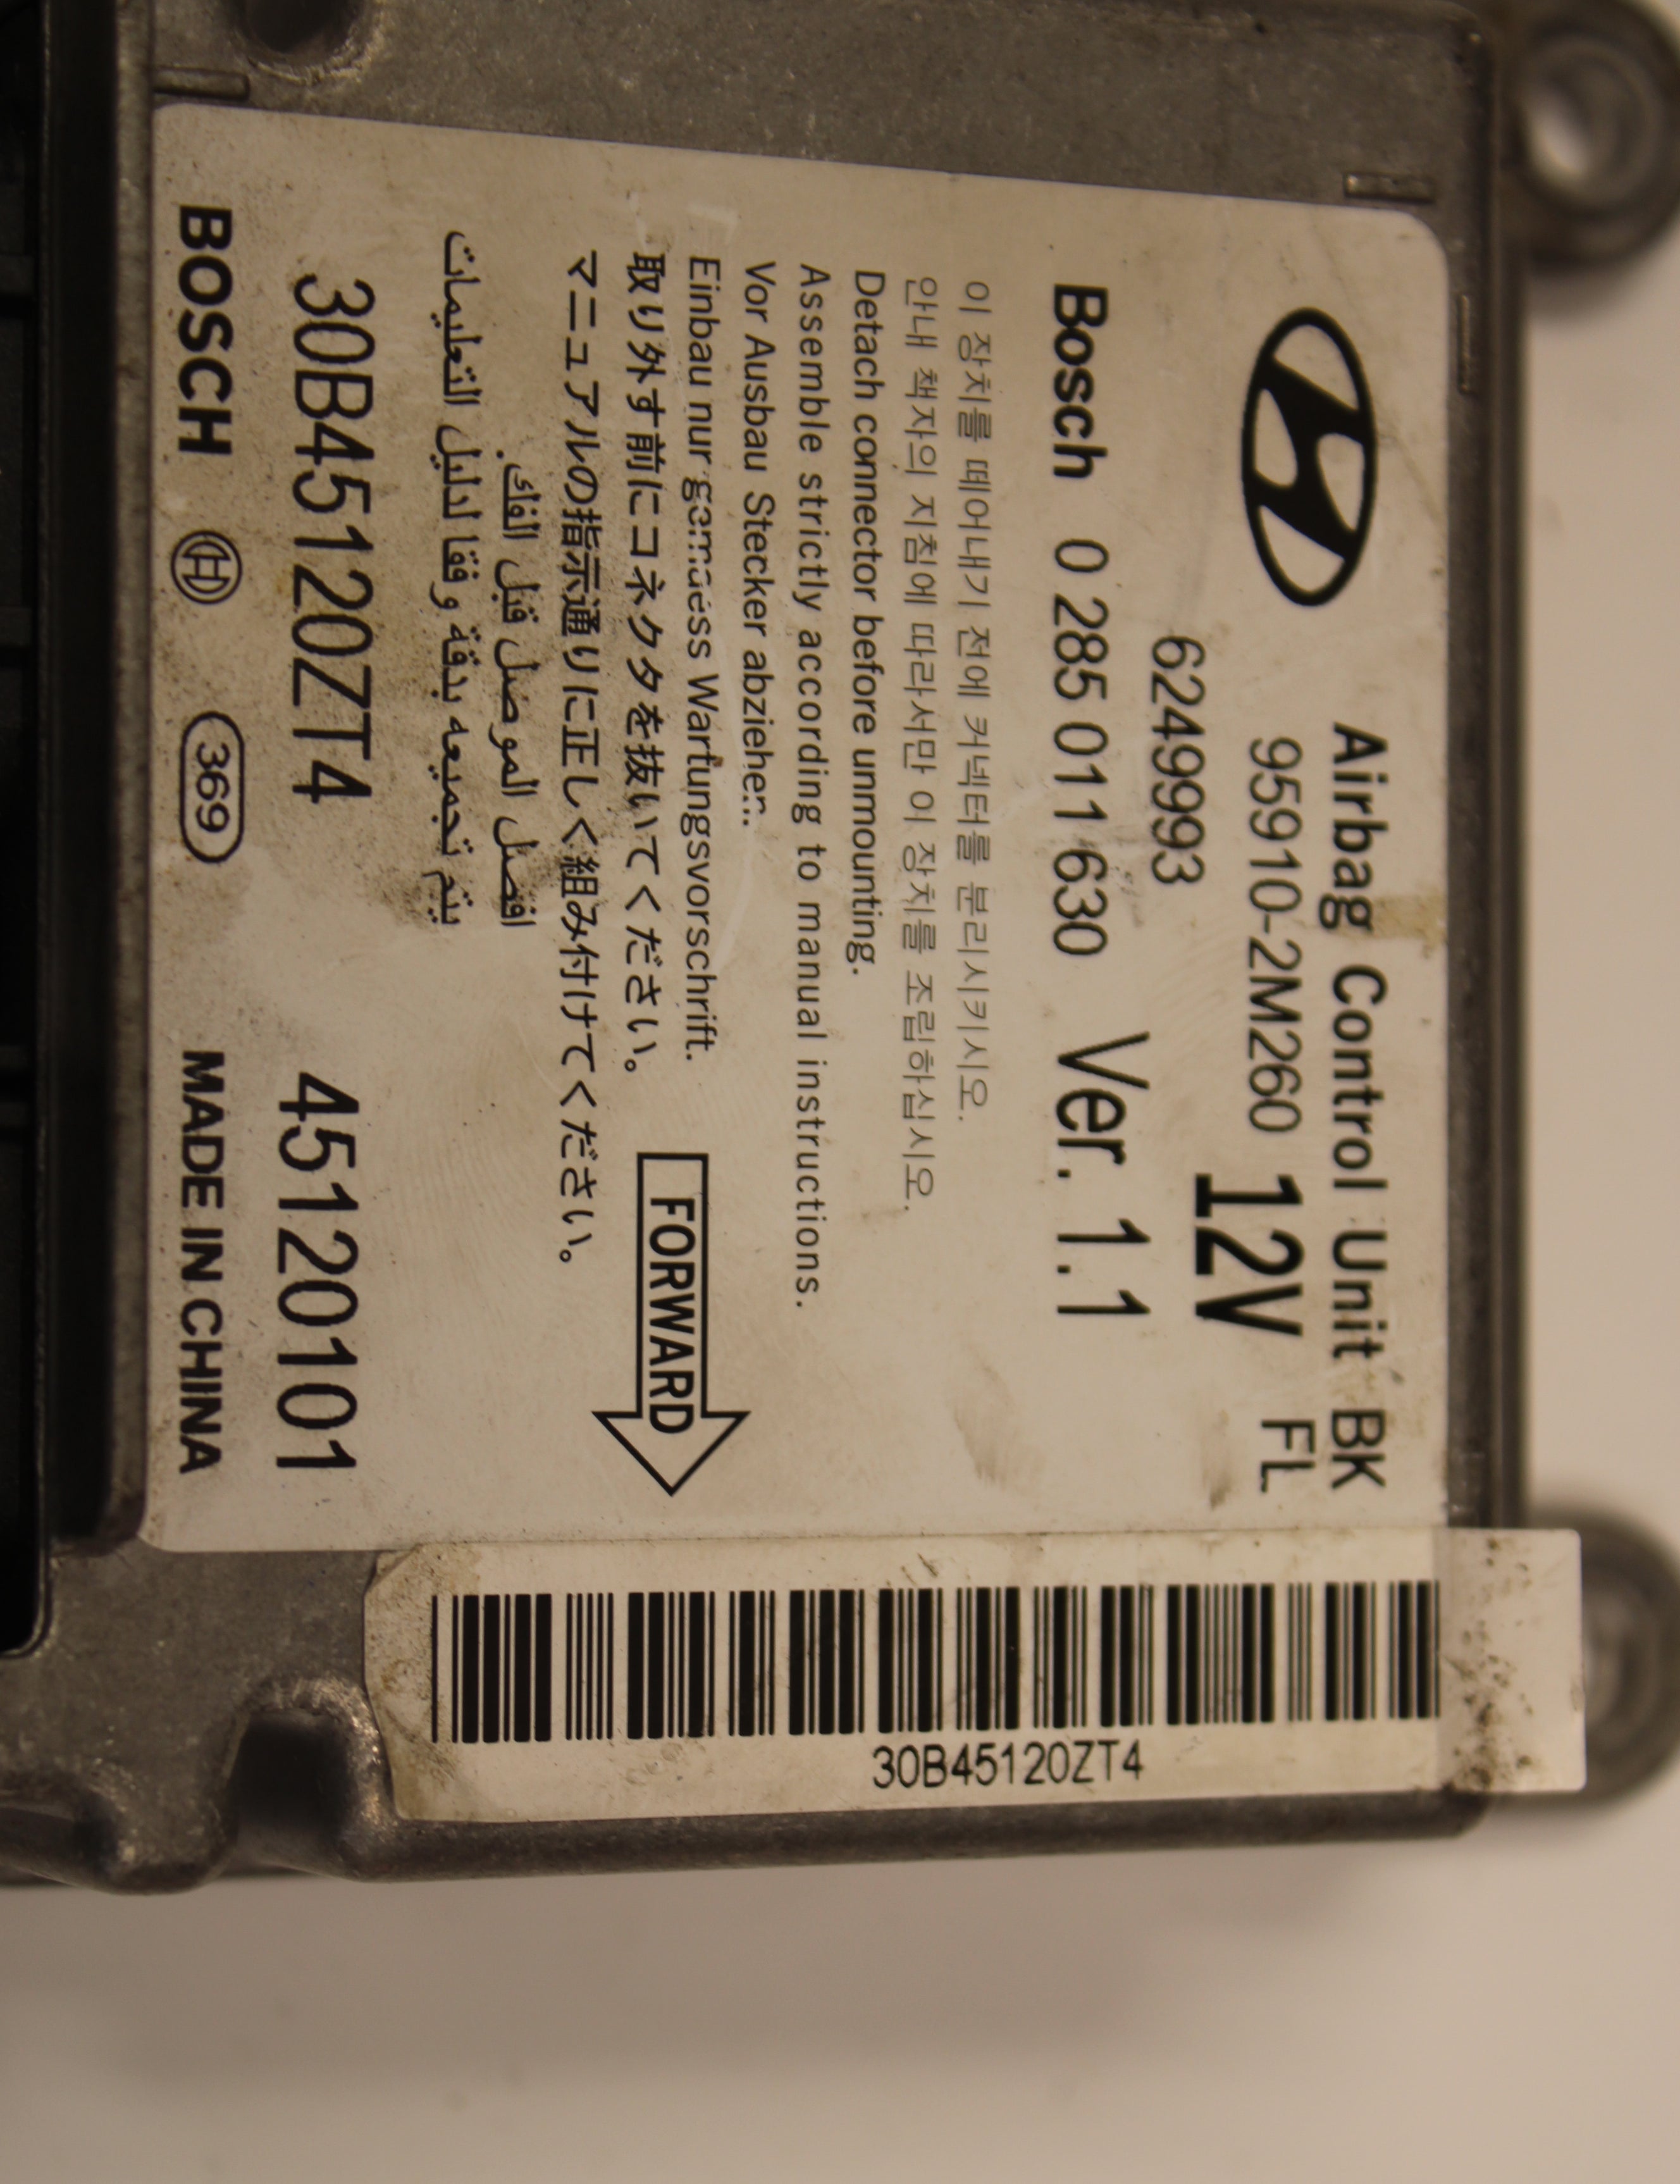 Airbag Control Unit BK
95910-2M260 12V FL
6249993
Bosch 0 285 011 630 Ver. 1.1
이 장치를 떼어내기 전에 커넥터를 분리시키시오.
안내 책자의 지침에 따라서만 이 장치를 조립하십시오.
Detach connector before unmounting.
Assemble strictly according to manual instructions.
Vor Ausbau Stecker abziehen.
Einbau nur gemaess Wartungsvorschrift.
取り外す前にコネクタを抜いてください。
マニュアルの指示通りに正しく組み付けてください。
FORWARD
افصل الموصل قبل الفك.
يتم تجميعه بدقة وفقا لدليل التعليمات
30B45120ZT4 45120101
BOSCH 369 MADE IN CHINA
30B45120ZT4